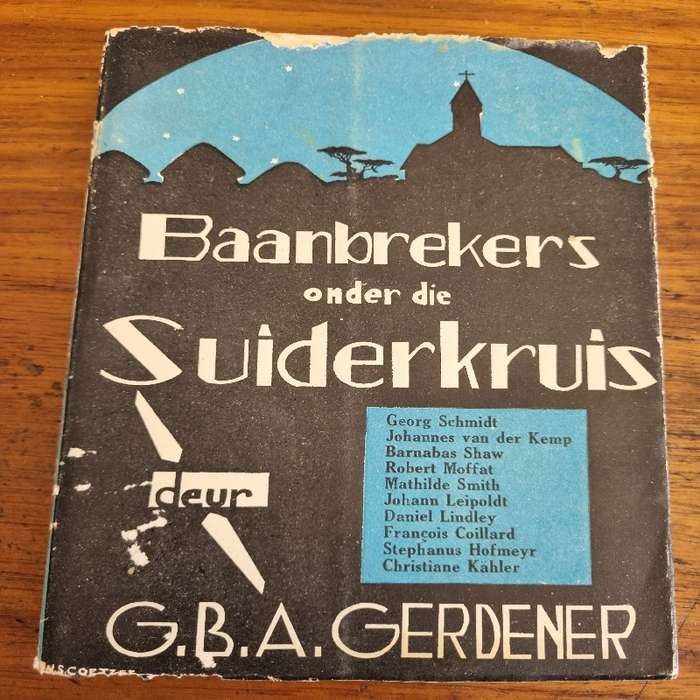 Baanbrekers
onder die
Suiderkruis
deur
Georg Schmidt
Johannes van der Kemp
Barnabas Shaw
Robert Moffat
Mathilde Smith
Johann Leipoldt
Daniel Lindley
François Coillard
Stephanus Hofmeyr
Christiane Kähler
G.B.A. GERDENER